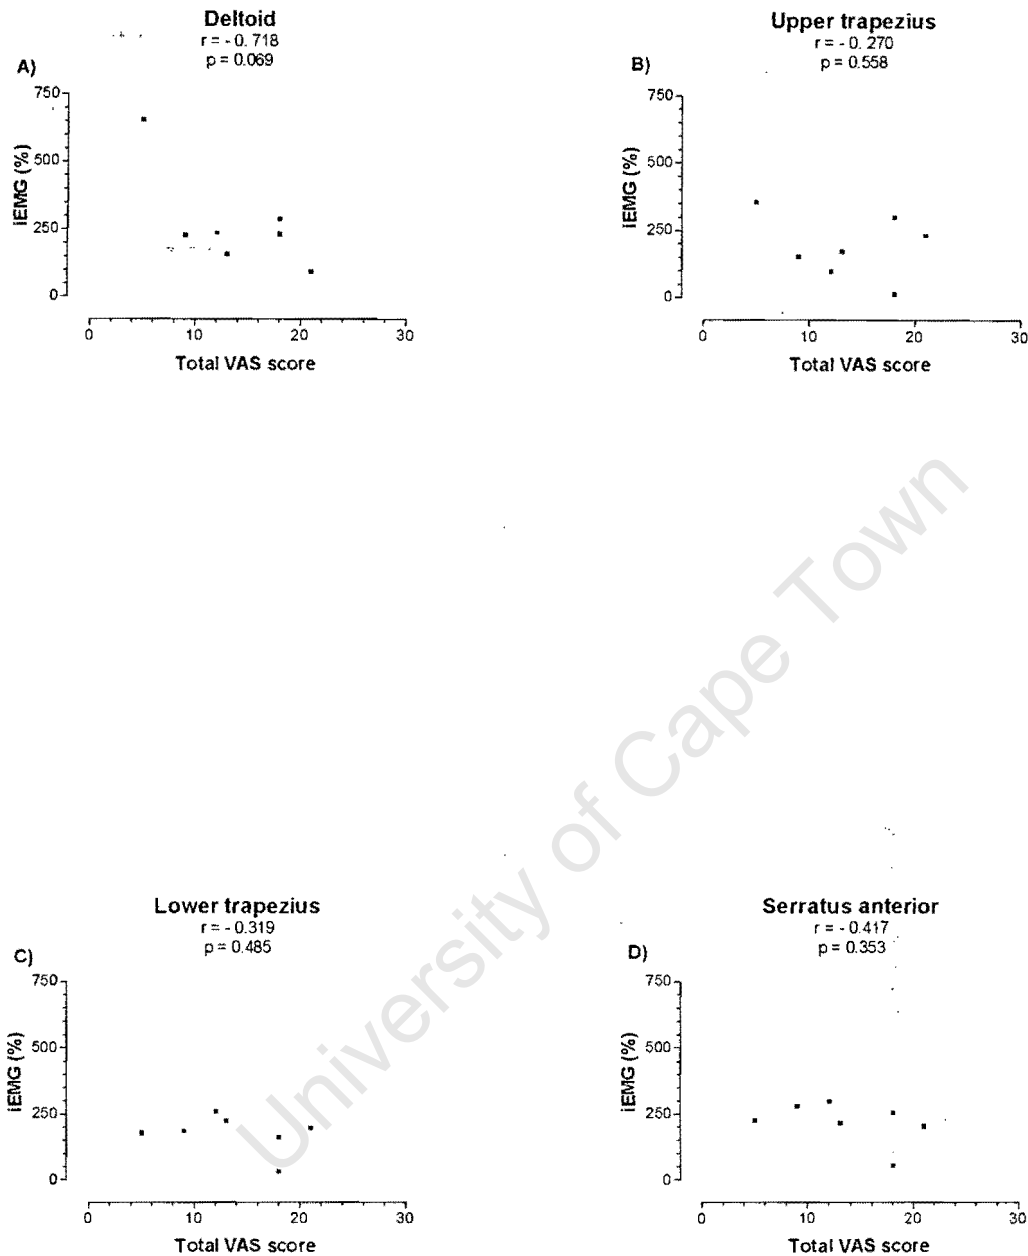 Deltoid
r = - 0. 718
p = 0.069
A)
750
500
250
0
iEMG (%)
0 10 20 30
Total VAS score
Upper trapezius
r = - 0. 270
p = 0.558
B)
750
500
250
0
iEMG (%)
0 10 20 30
Total VAS score
University of Cape Town
Lower trapezius
r = - 0.319
p = 0.485
C)
750
500
250
0
iEMG (%)
0 10 20 30
Total VAS score
Serratus anterior
r = - 0.417
p = 0.353
D)
750
500
250
0
iEMG (%)
0 10 20 30
Total VAS score